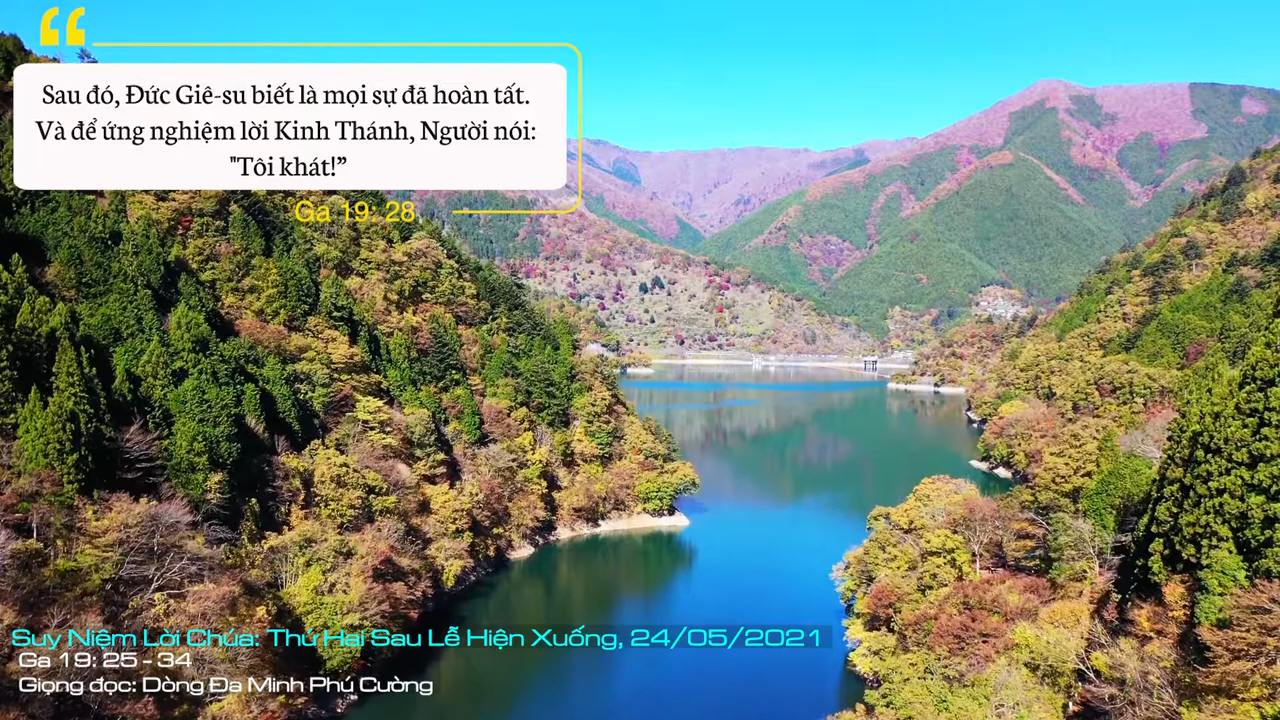 “
Sau đó, Đức Giê-su biết là mọi sự đã hoàn tất.
Và để ứng nghiệm lời Kinh Thánh, Người nói:
"Tôi khát!”
Ga 19: 28
Suy Niệm Lời Chúa: Thứ Hai Sau Lễ Hiện Xuống, 24/05/2021
Ga 19: 25 - 34
Giọng đọc: Dòng Đa Minh Phú Cường